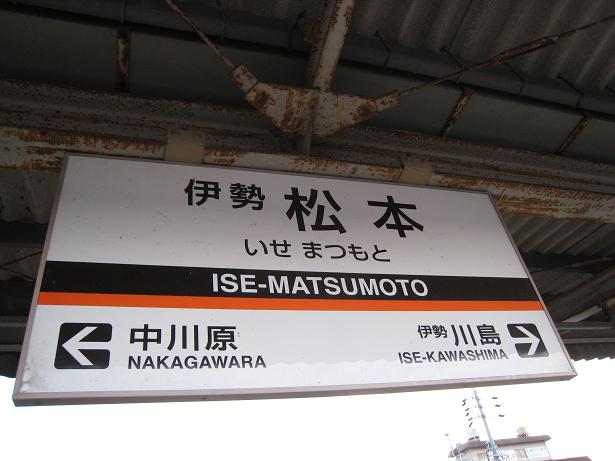 伊勢 松本
いせ まつもと
ISE-MATSUMOTO
中川原
NAKAGAWARA
伊勢川島
ISE-KAWASHIMA